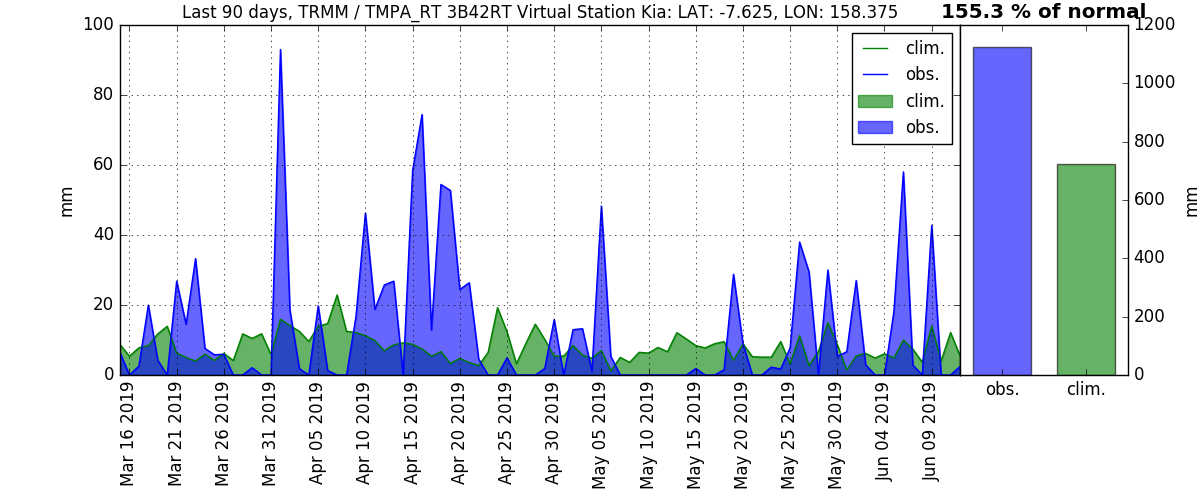 Last 90 days, TRMM / TMPA_RT 3B42RT Virtual Station Kia: LAT: -7.625, LON: 158.375
155.3 % of normal
100
80
60
40
20
0
mm
clim.
obs.
clim.
obs.
Mar 16 2019
Mar 21 2019
Mar 26 2019
Mar 31 2019
Apr 05 2019
Apr 10 2019
Apr 15 2019
Apr 20 2019
Apr 25 2019
Apr 30 2019
May 05 2019
May 10 2019
May 15 2019
May 20 2019
May 25 2019
May 30 2019
Jun 04 2019
Jun 09 2019
1200
1000
800
600
400
200
0
mm
obs.
clim.